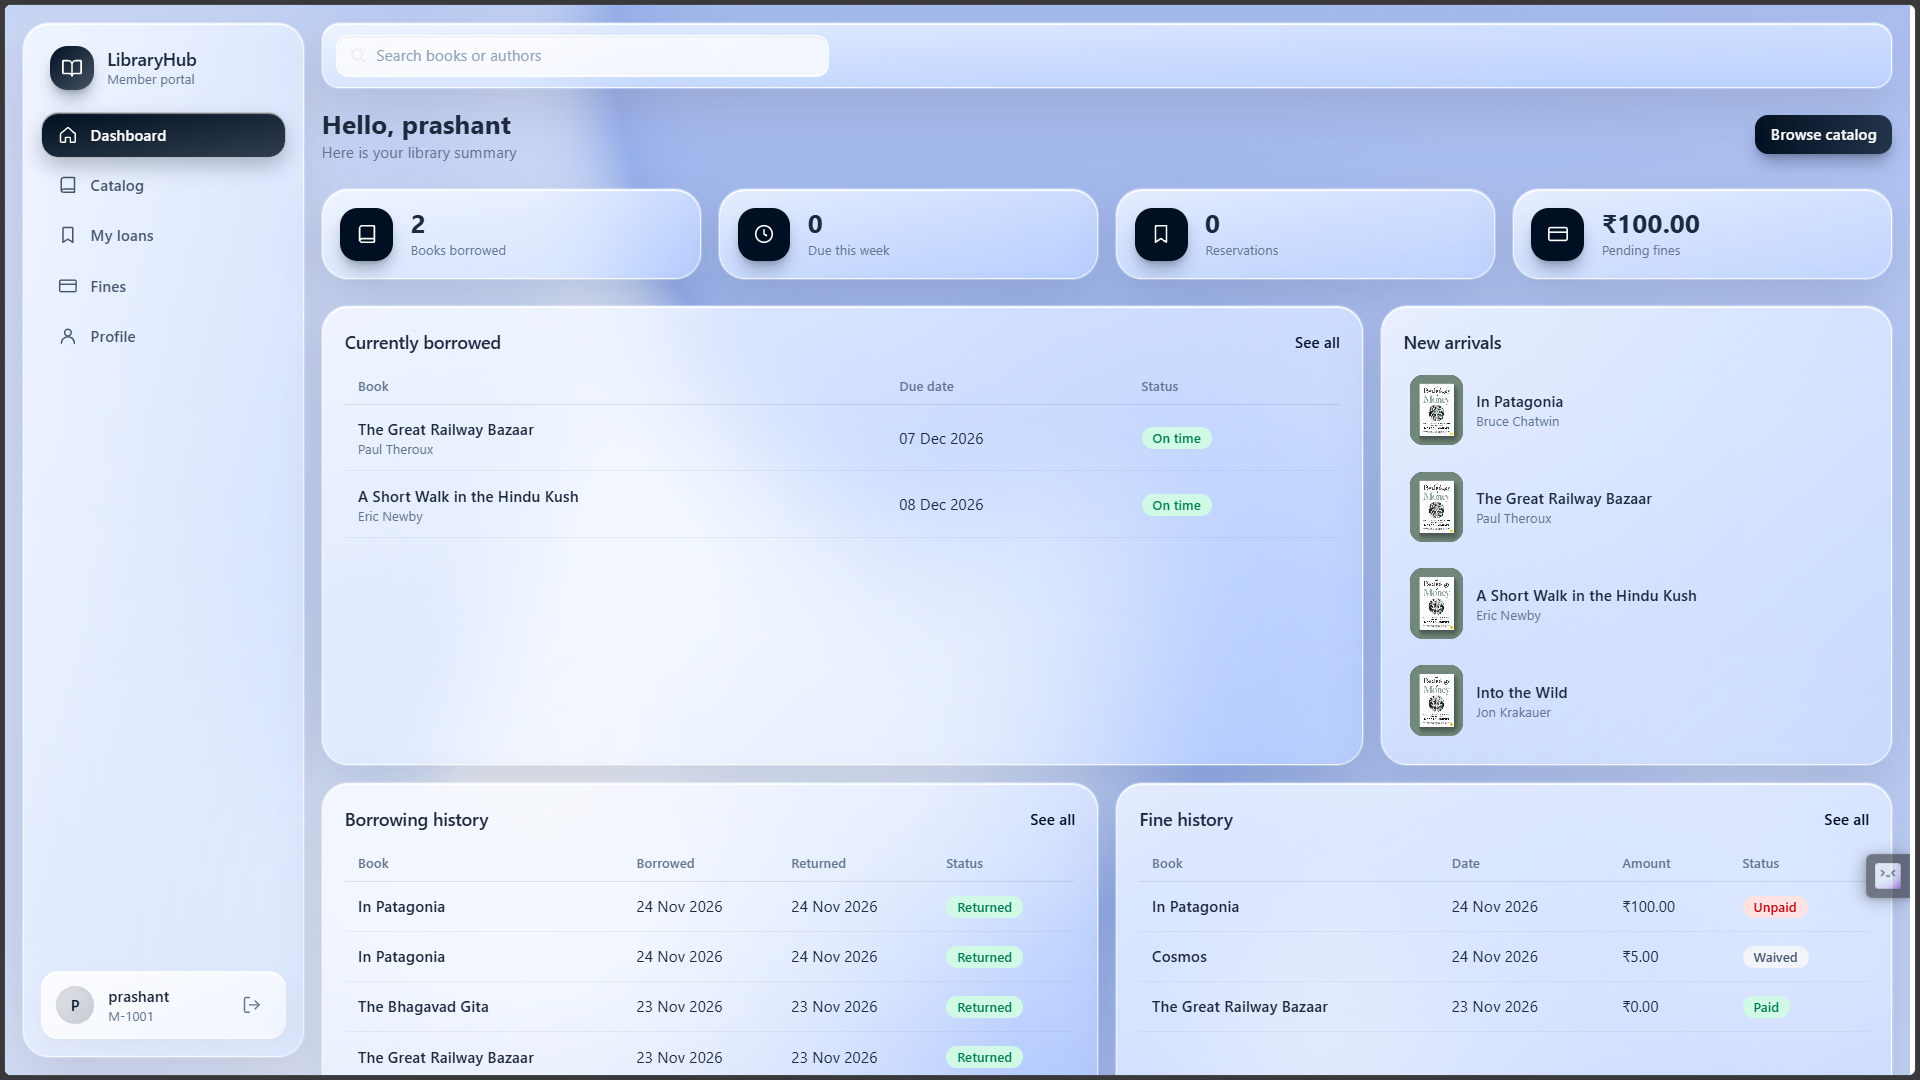 LibraryHub
Member portal
Dashboard
Catalog
My loans
Fines
Profile
prashant
M-1001
P
Search books or authors
Hello, prashant
Here is your library summary
Browse catalog
2
Books borrowed
0
Due this week
0
Reservations
₹100.00
Pending fines
Currently borrowed
See all
Book Due date Status
The Great Railway Bazaar
Paul Theroux
07 Dec 2026
On time
A Short Walk in the Hindu Kush
Eric Newby
08 Dec 2026
On time
New arrivals
In Patagonia
Bruce Chatwin
The Great Railway Bazaar
Paul Theroux
A Short Walk in the Hindu Kush
Eric Newby
Into the Wild
Jon Krakauer
Borrowing history
See all
Book Borrowed Returned Status
In Patagonia 24 Nov 2026 24 Nov 2026 Returned
In Patagonia 24 Nov 2026 24 Nov 2026 Returned
The Bhagavad Gita 23 Nov 2026 23 Nov 2026 Returned
The Great Railway Bazaar 23 Nov 2026 23 Nov 2026 Returned
Fine history
See all
Book Date Amount Status
In Patagonia 24 Nov 2026 ₹100.00 Unpaid
Cosmos 24 Nov 2026 ₹5.00 Waived
The Great Railway Bazaar 23 Nov 2026 ₹0.00 Paid